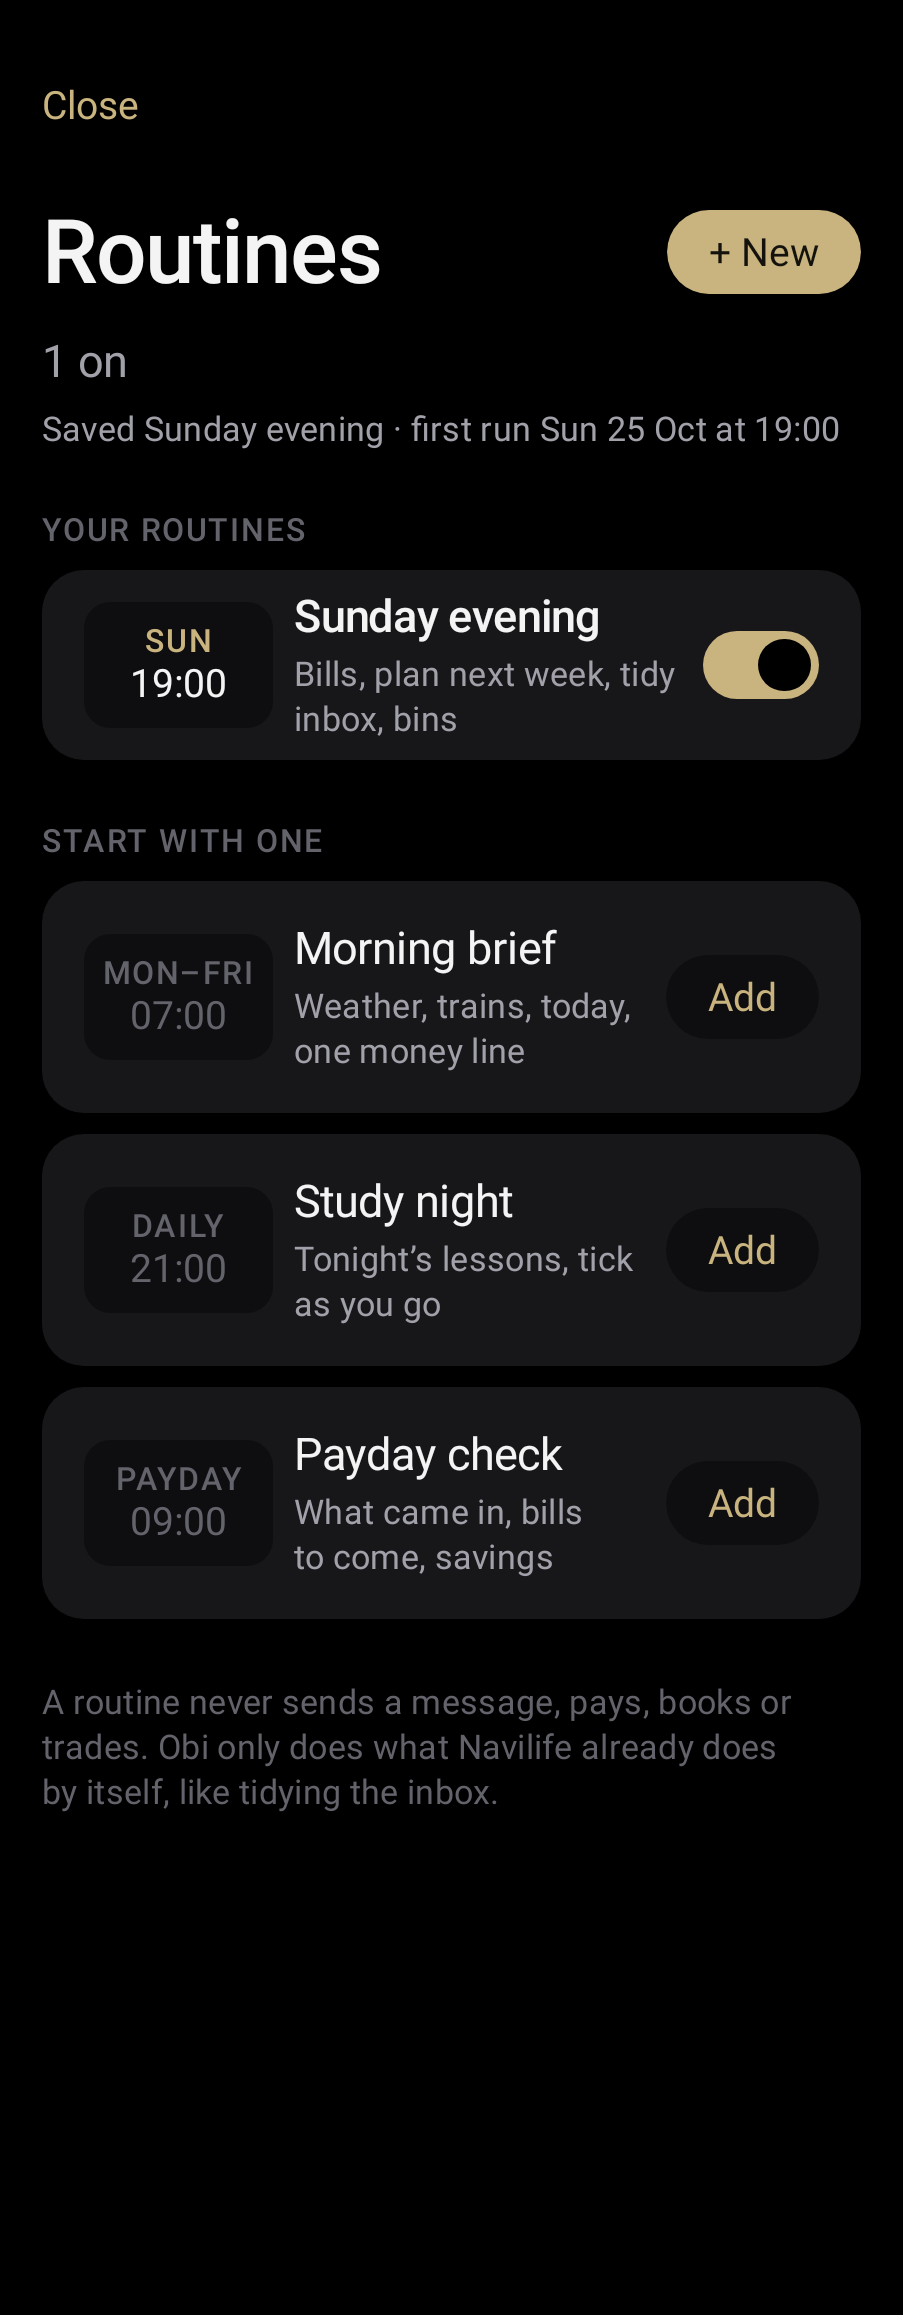 Close
Routines
+ New
1 on
Saved Sunday evening · first run Sun 25 Oct at 19:00
YOUR ROUTINES
SUN
19:00
Sunday evening
Bills, plan next week, tidy
inbox, bins
START WITH ONE
MON–FRI
07:00
Morning brief
Weather, trains, today,
one money line
Add
DAILY
21:00
Study night
Tonight’s lessons, tick
as you go
Add
PAYDAY
09:00
Payday check
What came in, bills
to come, savings
Add
A routine never sends a message, pays, books or
trades. Obi only does what Navilife already does
by itself, like tidying the inbox.